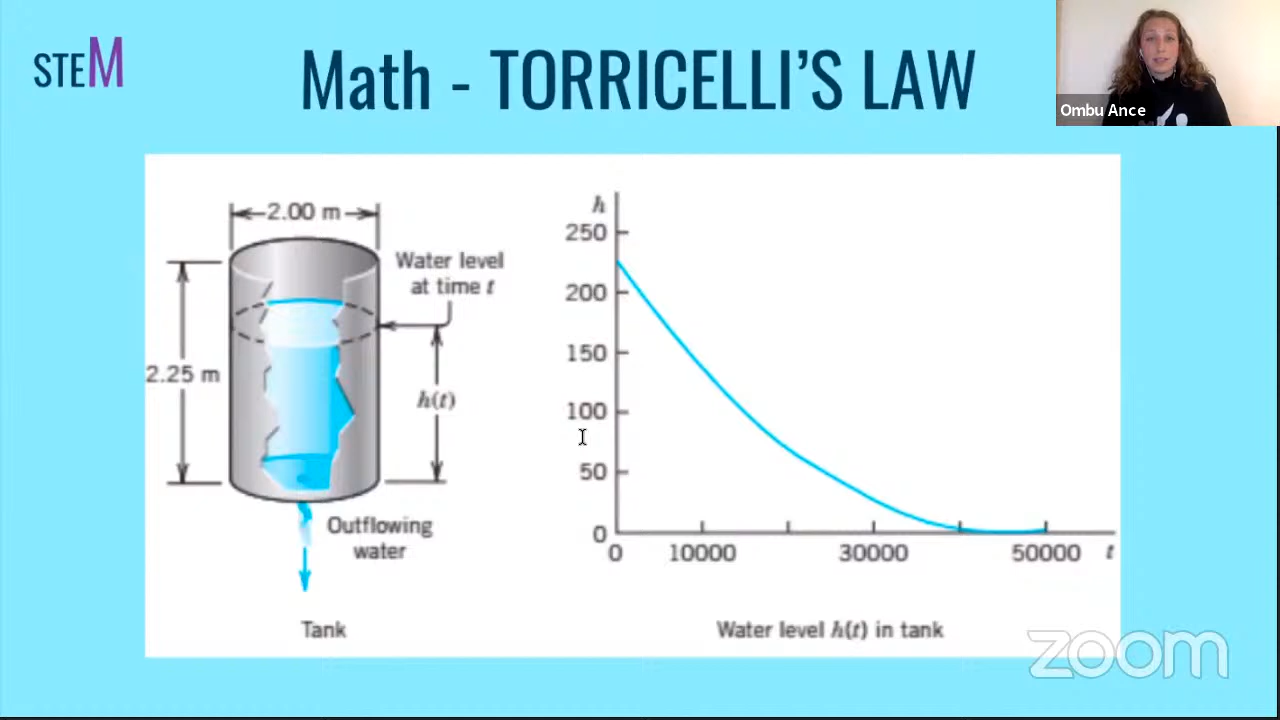 STEM
Math - TORRICELLI'S LAW
Ombu Ance
2.00 m
Water level
at time t
2.25 m
h(t)
Outflowing
water
Tank
h
250
200
150
100
50
0
0 10000 30000 50000 t
Water level h(t) in tank
zoom